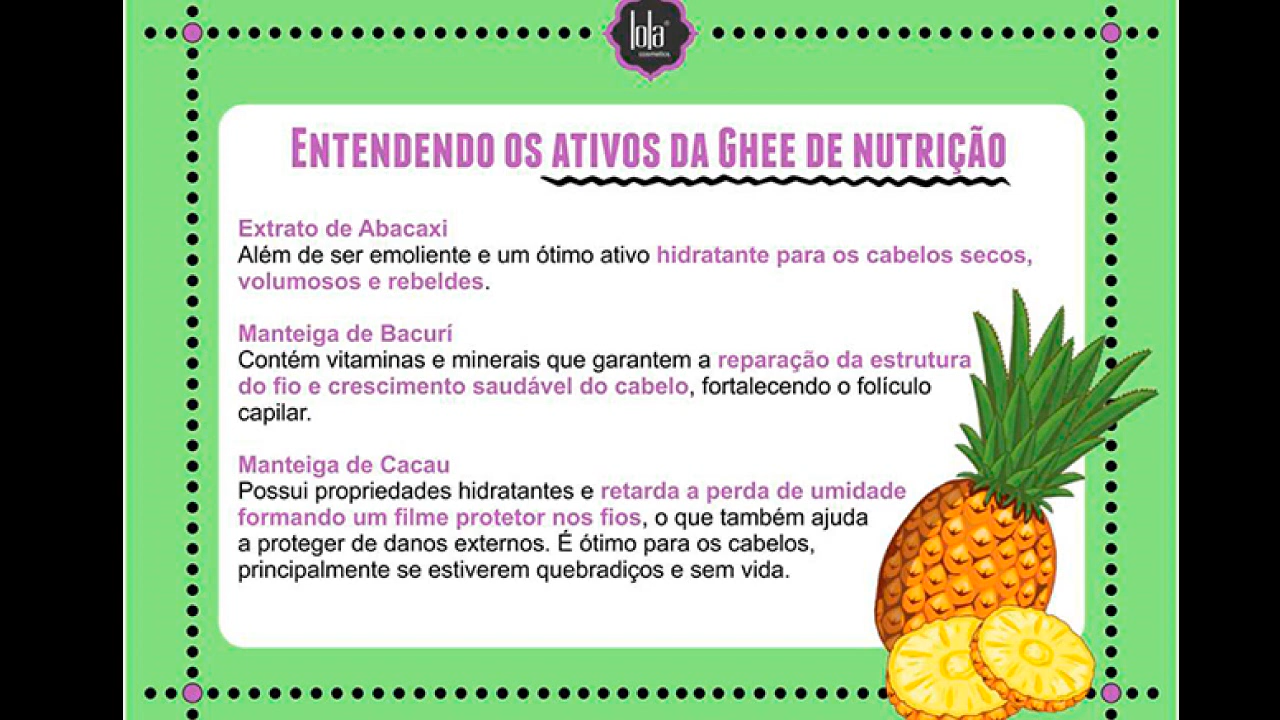 lola
cosmetics
ENTENDENDO OS ATIVOS DA GHEE DE NUTRIÇÃO
Extrato de Abacaxi
Além de ser emoliente e um ótimo ativo hidratante para os cabelos secos,
volumosos e rebeldes.
Manteiga de Bacurí
Contém vitaminas e minerais que garantem a reparação da estrutura
do fio e crescimento saudável do cabelo, fortalecendo o folículo
capilar.
Manteiga de Cacau
Possui propriedades hidratantes e retarda a perda de umidade
formando um filme protetor nos fios, o que também ajuda
a proteger de danos externos. É ótimo para os cabelos,
principalmente se estiverem quebradiços e sem vida.